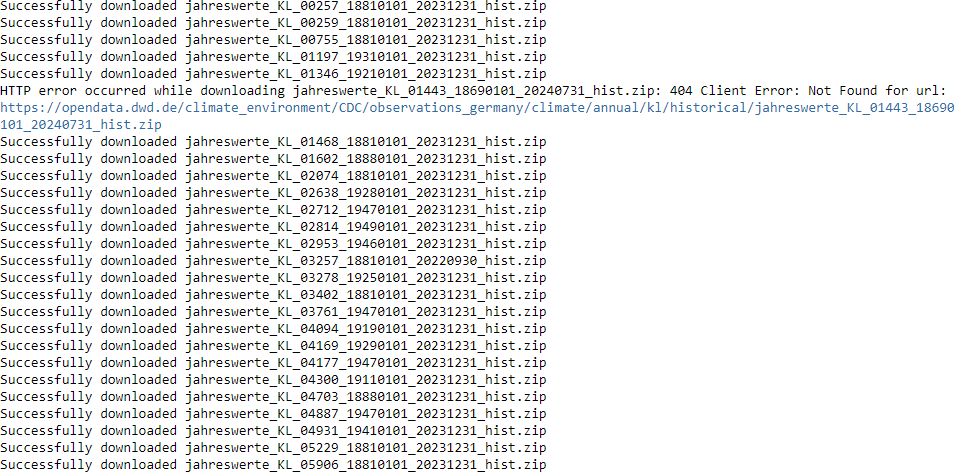 Successfully downloaded jahreswerte_KL_00257_18810101_20231231_hist.zip
Successfully downloaded jahreswerte_KL_00259_18810101_20231231_hist.zip
Successfully downloaded jahreswerte_KL_00755_18810101_20231231_hist.zip
Successfully downloaded jahreswerte_KL_01197_19310101_20231231_hist.zip
Successfully downloaded jahreswerte_KL_01346_19210101_20231231_hist.zip
HTTP error occurred while downloading jahreswerte_KL_01443_18690101_20240731_hist.zip: 404 Client Error: Not Found for url:
https://opendata.dwd.de/climate_environment/CDC/observations_germany/climate/annual/kl/historical/jahreswerte_KL_01443_18690
101_20240731_hist.zip
Successfully downloaded jahreswerte_KL_01468_18810101_20231231_hist.zip
Successfully downloaded jahreswerte_KL_01602_18880101_20231231_hist.zip
Successfully downloaded jahreswerte_KL_02074_18810101_20231231_hist.zip
Successfully downloaded jahreswerte_KL_02638_19280101_20231231_hist.zip
Successfully downloaded jahreswerte_KL_02712_19470101_20231231_hist.zip
Successfully downloaded jahreswerte_KL_02814_19490101_20231231_hist.zip
Successfully downloaded jahreswerte_KL_02953_19460101_20231231_hist.zip
Successfully downloaded jahreswerte_KL_03257_18810101_20220930_hist.zip
Successfully downloaded jahreswerte_KL_03278_19250101_20231231_hist.zip
Successfully downloaded jahreswerte_KL_03402_18810101_20231231_hist.zip
Successfully downloaded jahreswerte_KL_03761_19470101_20231231_hist.zip
Successfully downloaded jahreswerte_KL_04094_19190101_20231231_hist.zip
Successfully downloaded jahreswerte_KL_04169_19290101_20231231_hist.zip
Successfully downloaded jahreswerte_KL_04177_19470101_20231231_hist.zip
Successfully downloaded jahreswerte_KL_04300_19110101_20231231_hist.zip
Successfully downloaded jahreswerte_KL_04703_18880101_20231231_hist.zip
Successfully downloaded jahreswerte_KL_04887_19470101_20231231_hist.zip
Successfully downloaded jahreswerte_KL_04931_19410101_20231231_hist.zip
Successfully downloaded jahreswerte_KL_05229_18810101_20231231_hist.zip
Successfully downloaded jahreswerte_KL_05906_18810101_20231231_hist.zip